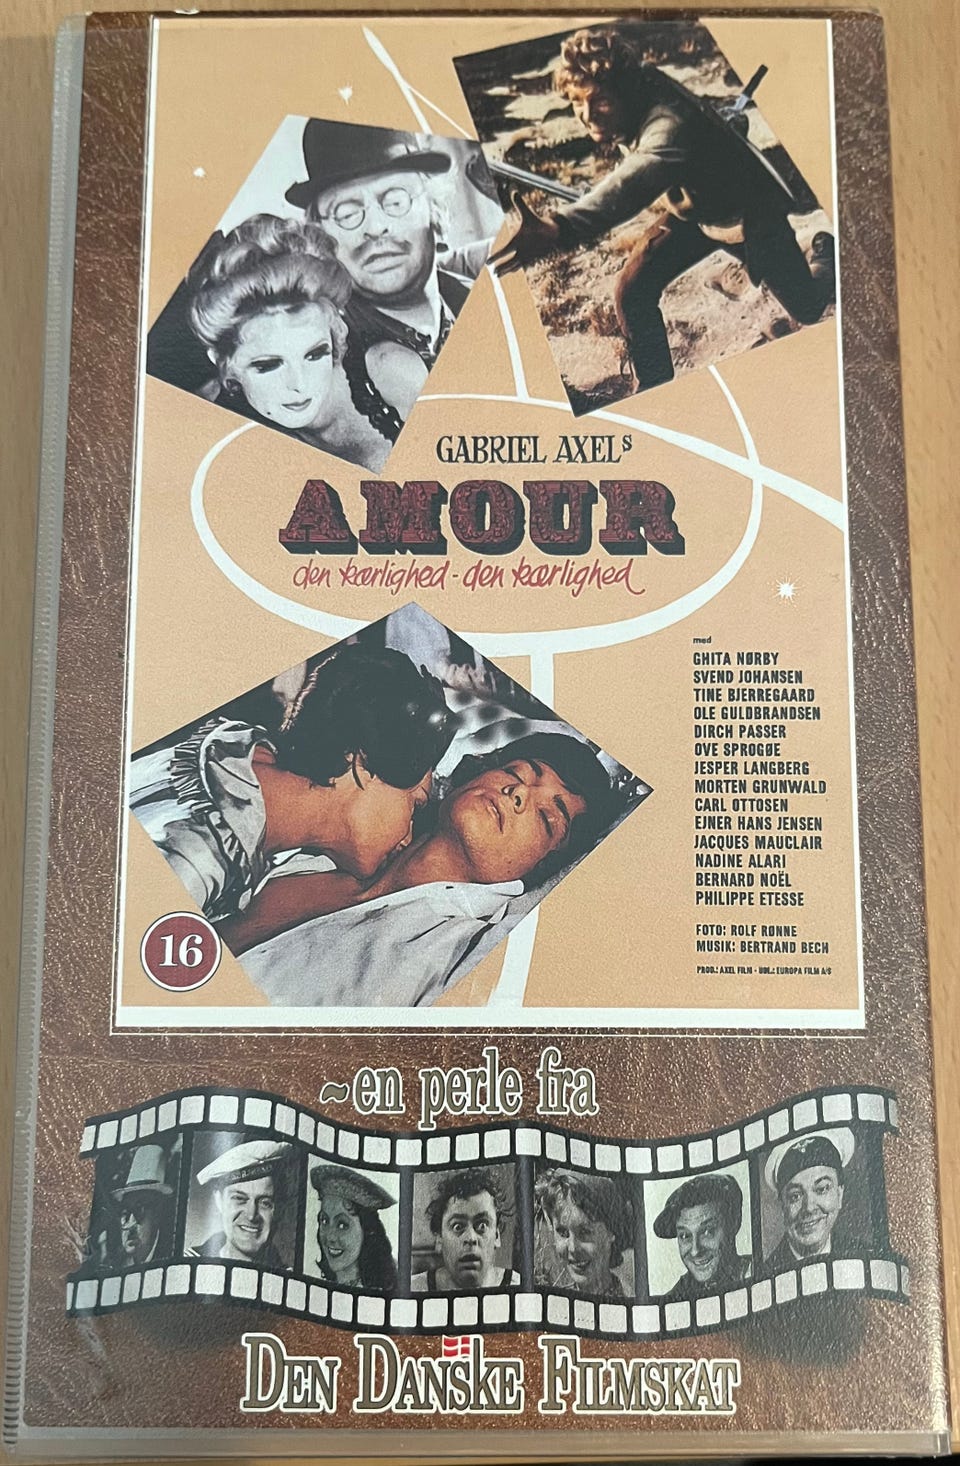 GABRIEL AXELS
AMOUR
den kærlighed - den kærlighed
med
GHITA NØRBY
SVEND JOHANSEN
TINE BJERREGAARD
OLE GULDBRANDSEN
DIRCH PASSER
OVE SPROGØE
JESPER LANGBERG
MORTEN GRUNWALD
CARL OTTOSEN
EJNER HANS JENSEN
JACQUES MAUCLAIR
NADINE ALARI
BERNARD NOËL
PHILIPPE ETESSE
FOTO: ROLF RØNNE
MUSIK: BERTRAND BECH
PROD.: AXEL FILM - UDL.: EUROPA FILM A/S
16
~en perle fra
DEN DANSKE FILMSKAT